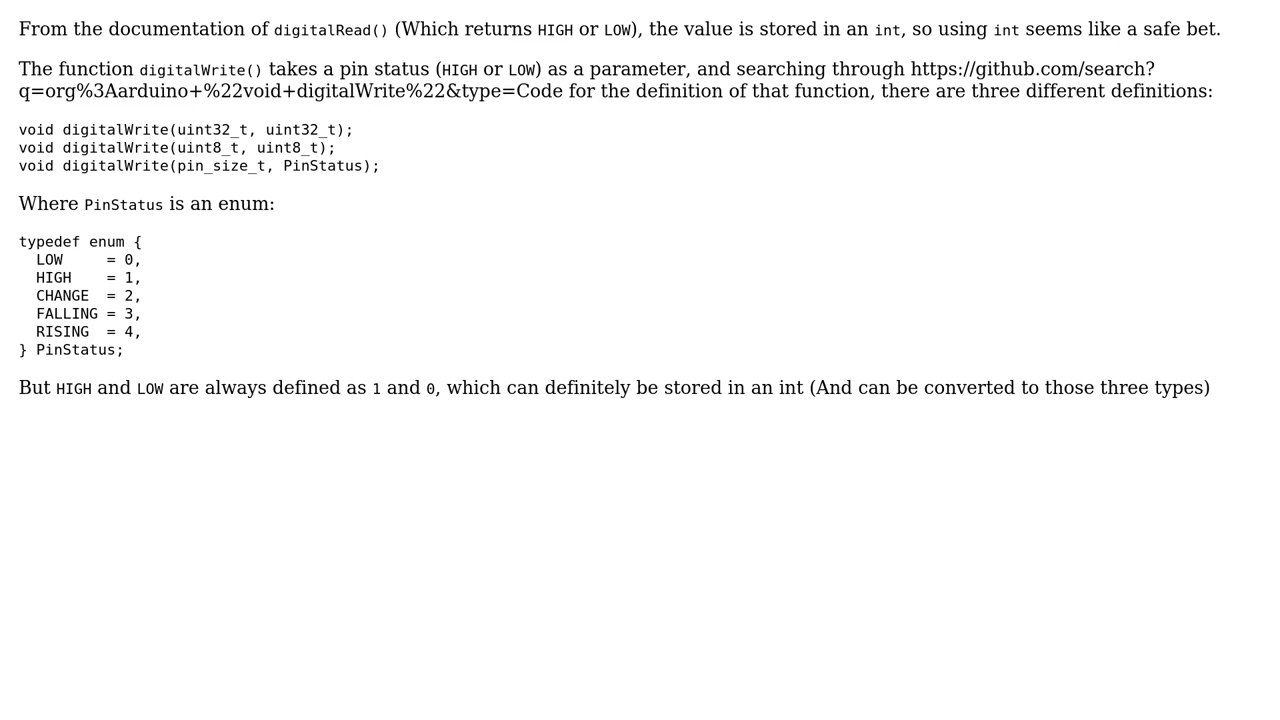 From the documentation of digitalRead() (Which returns HIGH or LOW), the value is stored in an int, so using int seems like a safe bet.
The function digitalWrite() takes a pin status (HIGH or LOW) as a parameter, and searching through https://github.com/search?
q=org%3Aarduino+%22void+digitalWrite%22&type=Code for the definition of that function, there are three different definitions:
void digitalWrite(uint32_t, uint32_t);
void digitalWrite(uint8_t, uint8_t);
void digitalWrite(pin_size_t, PinStatus);
Where PinStatus is an enum:
typedef enum {
  LOW     = 0,
  HIGH    = 1,
  CHANGE  = 2,
  FALLING = 3,
  RISING  = 4,
} PinStatus;
But HIGH and LOW are always defined as 1 and 0, which can definitely be stored in an int (And can be converted to those three types)